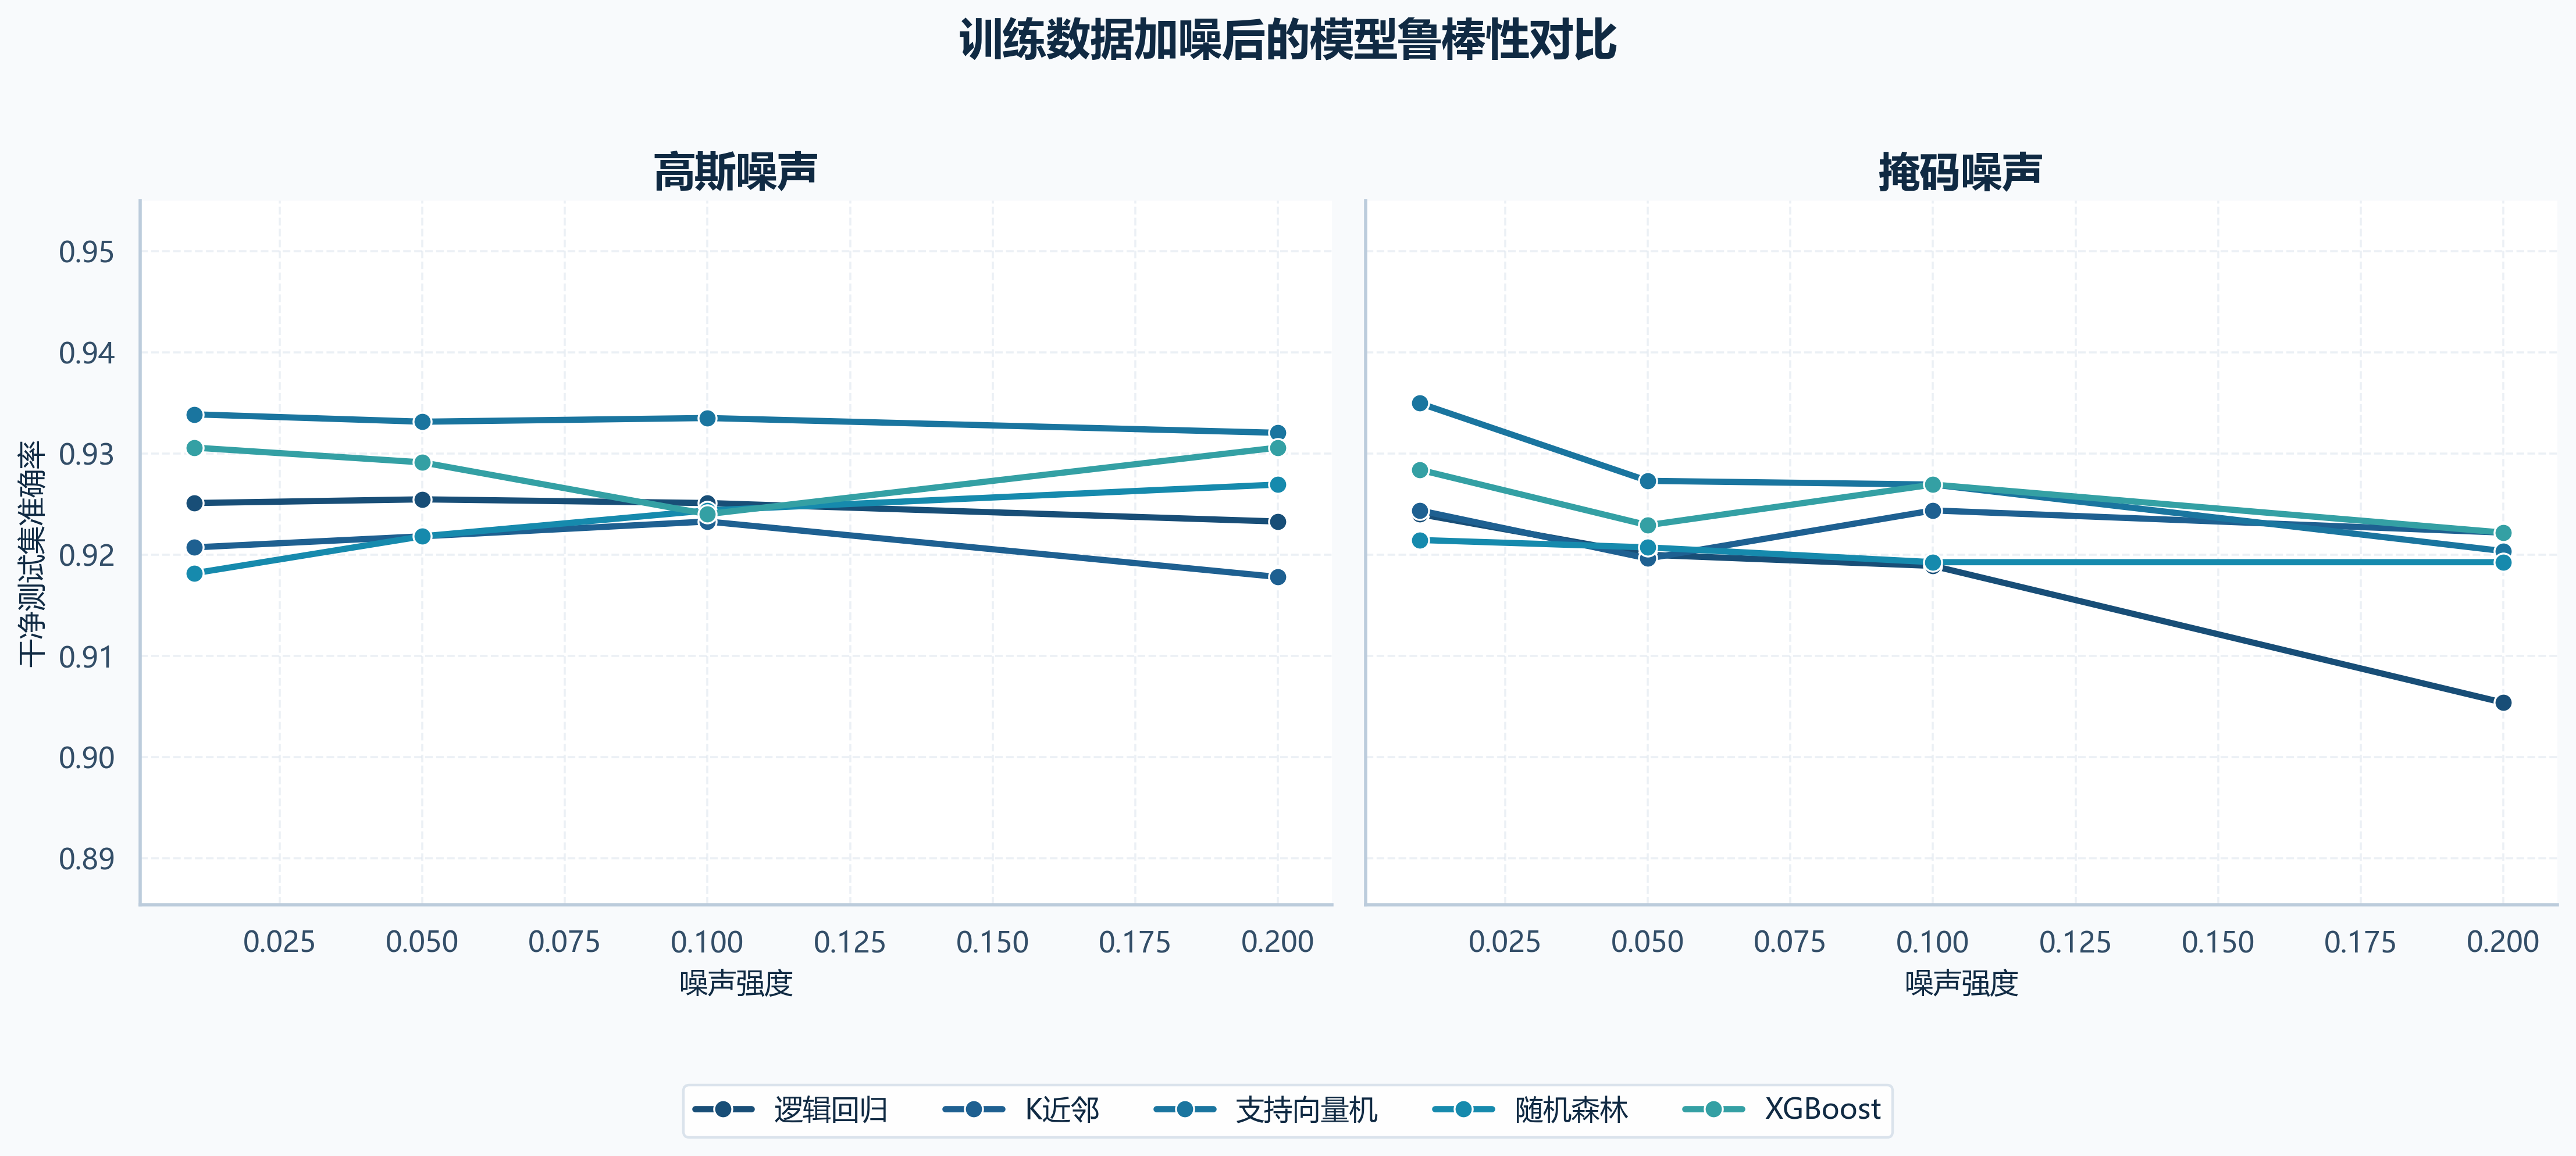 训练数据加噪后的模型鲁棒性对比
高斯噪声
掩码噪声
干净测试集准确率
0.95
0.94
0.93
0.92
0.91
0.90
0.89
0.025 0.050 0.075 0.100 0.125 0.150 0.175 0.200
0.025 0.050 0.075 0.100 0.125 0.150 0.175 0.200
噪声强度
噪声强度
逻辑回归 K近邻 支持向量机 随机森林 XGBoost